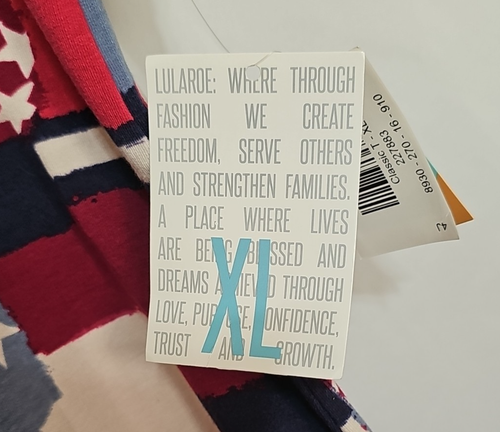 LULAROE: WHERE THROUGH
FASHION WE CREATE
FREEDOM, SERVE OTHERS
AND STRENGTHEN FAMILIES.
A PLACE WHERE LIVES
ARE BEING BLESSED AND
DREAMS ACHIEVED THROUGH
LOVE, PURPOSE, CONFIDENCE,
TRUST AND GROWTH.
XL
Classic T - XL
227883
8930 - 270 - 16 - 910